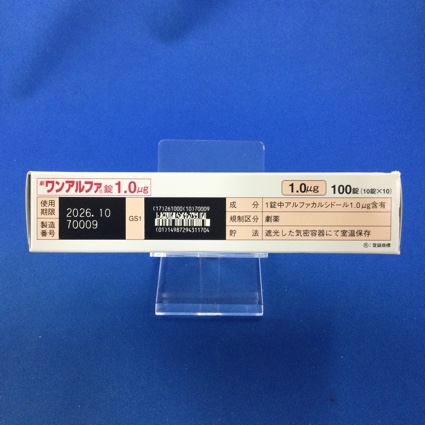 劇 ワンアルファ®錠 1.0μg
1.0μg 100錠(10錠×10)
使用期限 2026.10
製造番号 70009
GS1
(17)261000(10)70009
(01)14987294311704
成分 1錠中アルファカルシドール1.0μg含有
規制区分 劇薬
貯法 遮光した気密容器にて室温保存
®:登録商標